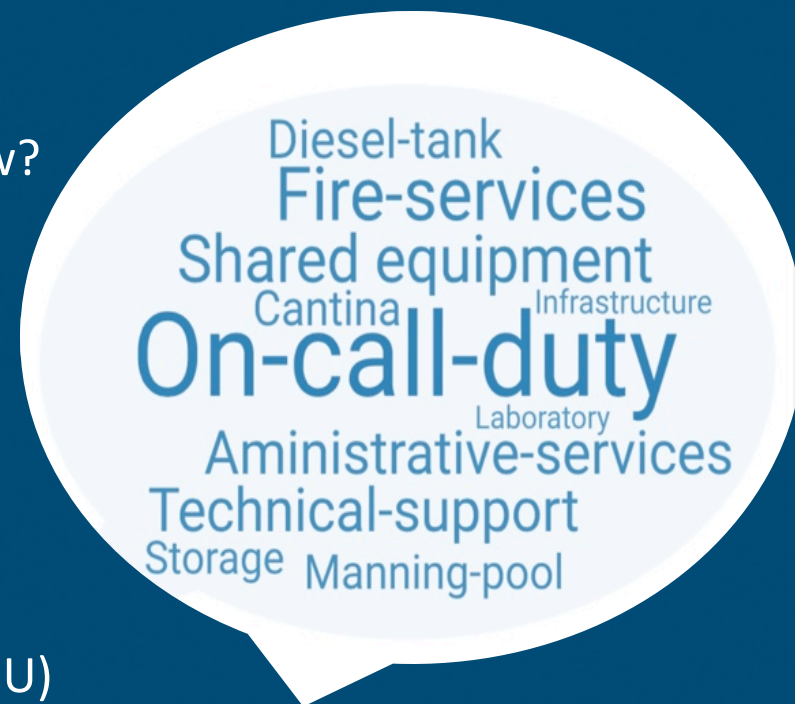 w?
Diesel-tank
Fire-services
Shared equipment
Cantina
Infrastructure
On-call-duty
Laboratory
Aministrative-services
Technical-support
Storage
Manning-pool
U)